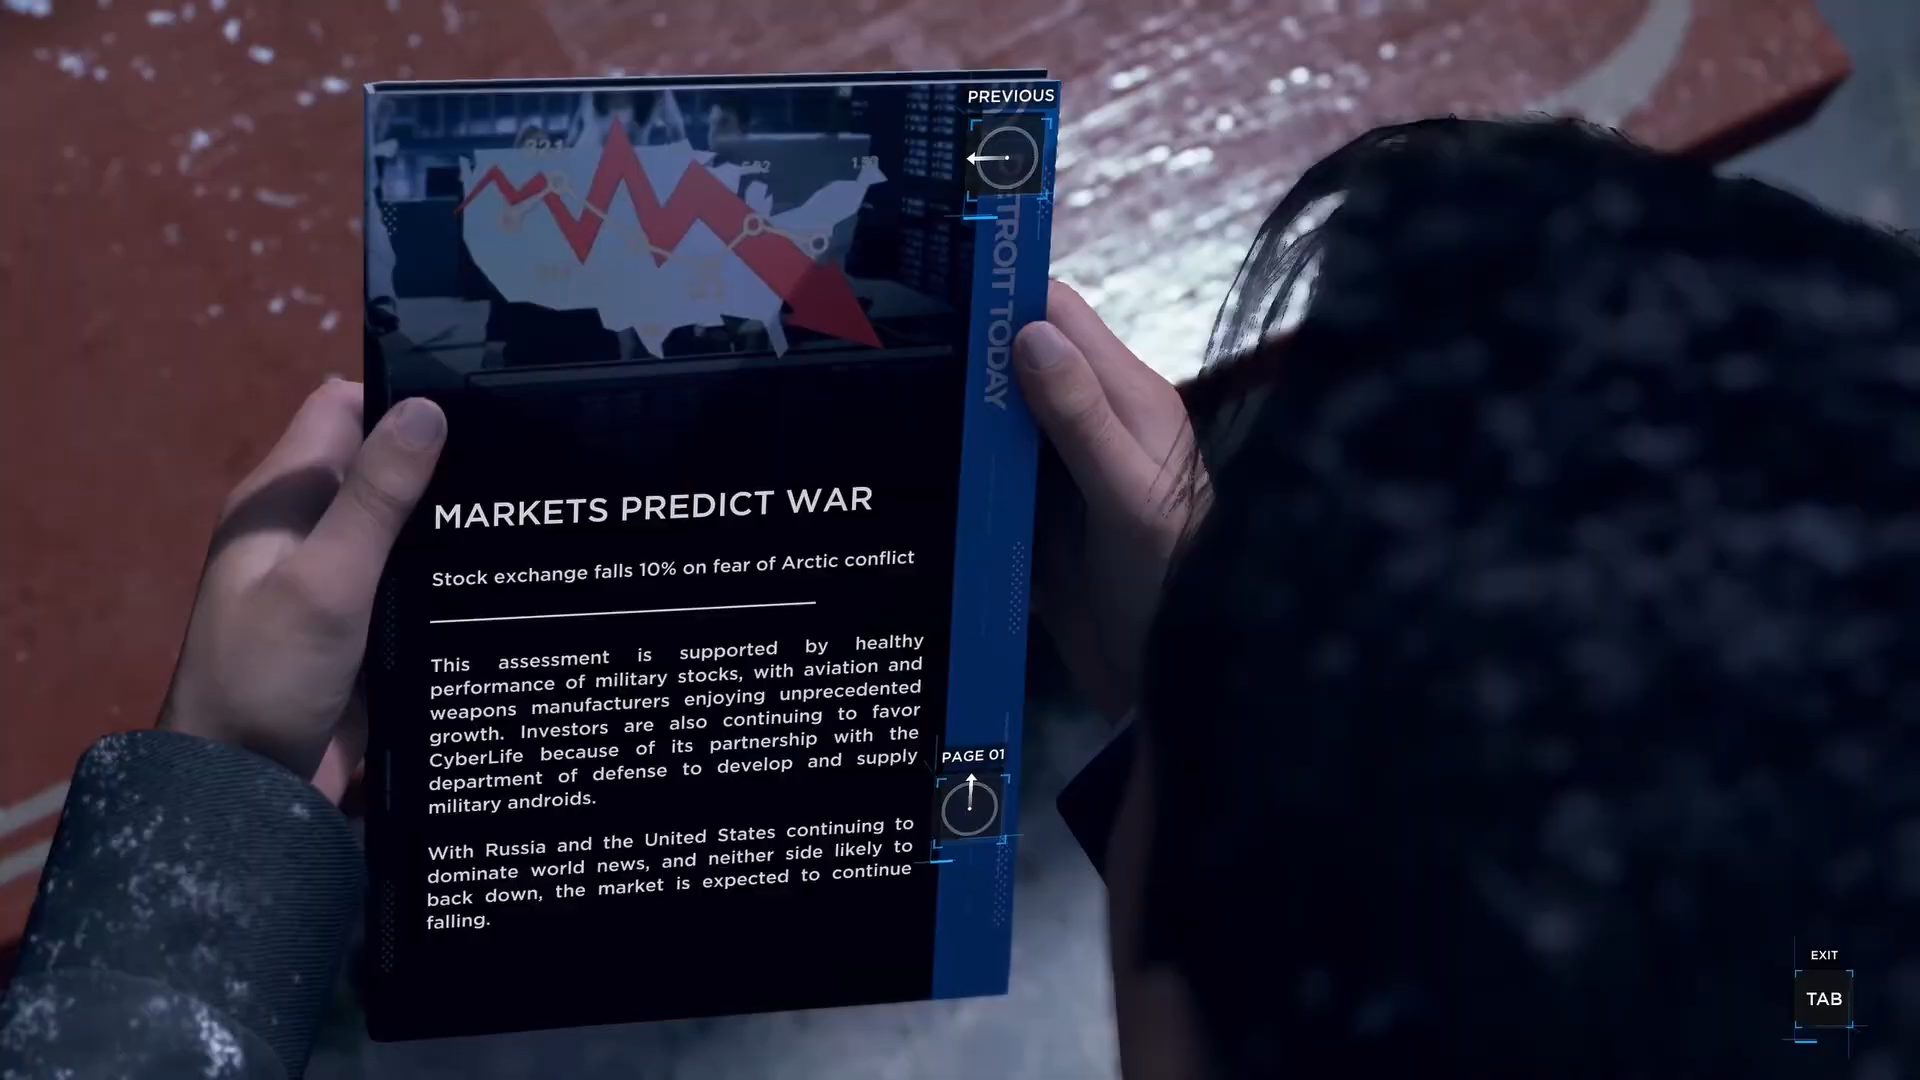 PREVIOUS
TROIT TODAY
MARKETS PREDICT WAR
Stock exchange falls 10% on fear of Arctic conflict
This assessment is supported by healthy
performance of military stocks, with aviation and
weapons manufacturers enjoying unprecedented
growth. Investors are also continuing to favor
CyberLife because of its partnership with the
department of defense to develop and supply
military androids.
With Russia and the United States continuing to
dominate world news, and neither side likely to
back down, the market is expected to continue
falling.
PAGE 01
EXIT
TAB